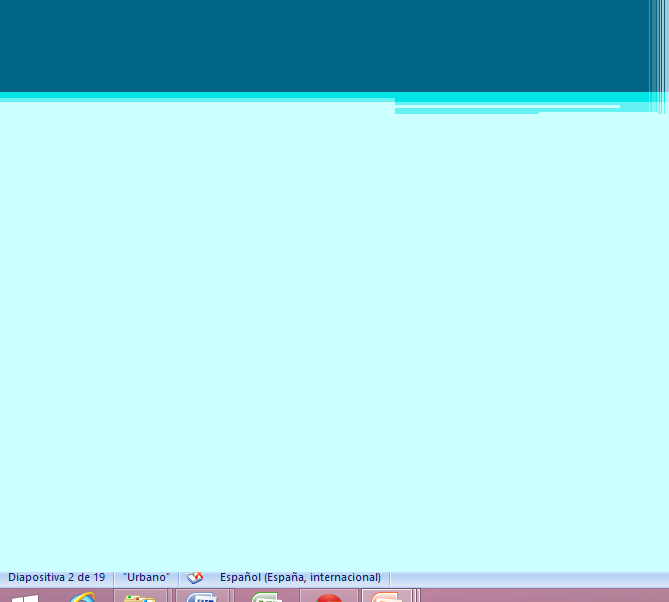 Diapositiva 2 de 19 "Urbano" Español (España, internacional)